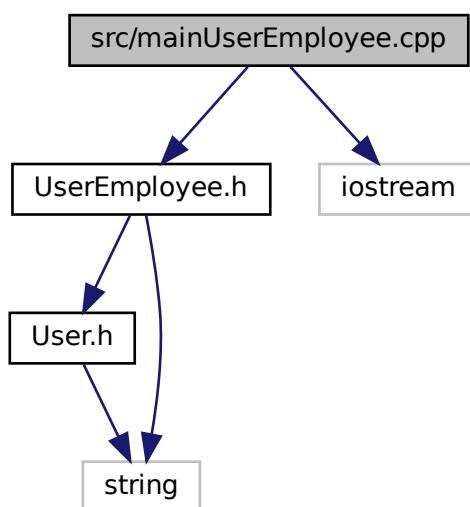 src/mainUserEmployee.cpp
UserEmployee.h
iostream
User.h
string